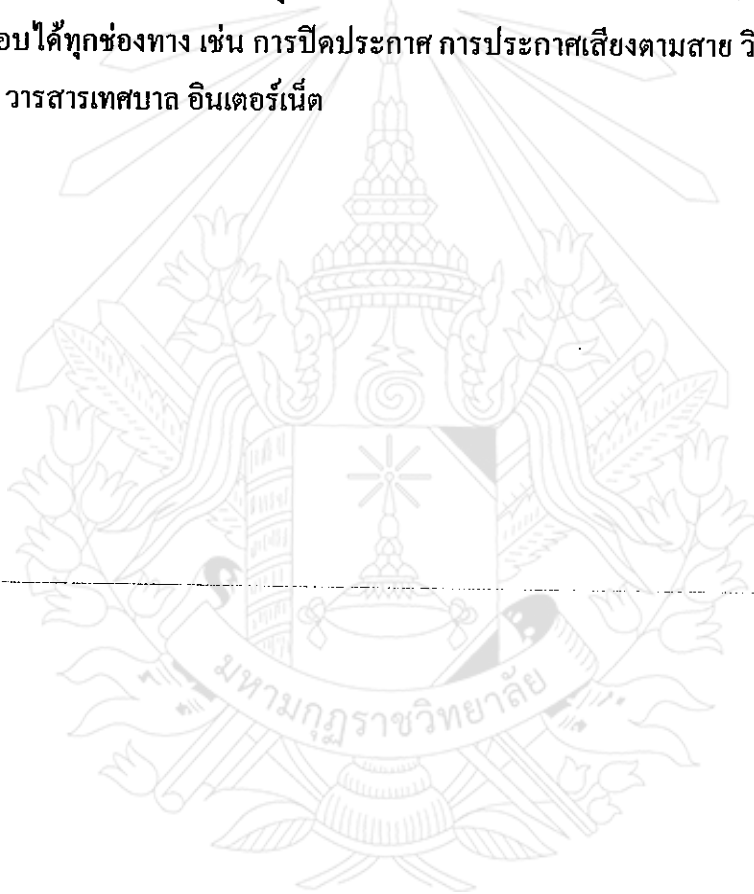 อบได้ทุกช่องทาง เช่น การปิดประกาศ การประกาศเสียงตามสาย วิ
วารสารเทศบาล อินเตอร์เน็ต
มหามกุฏราชวิทยาลัย